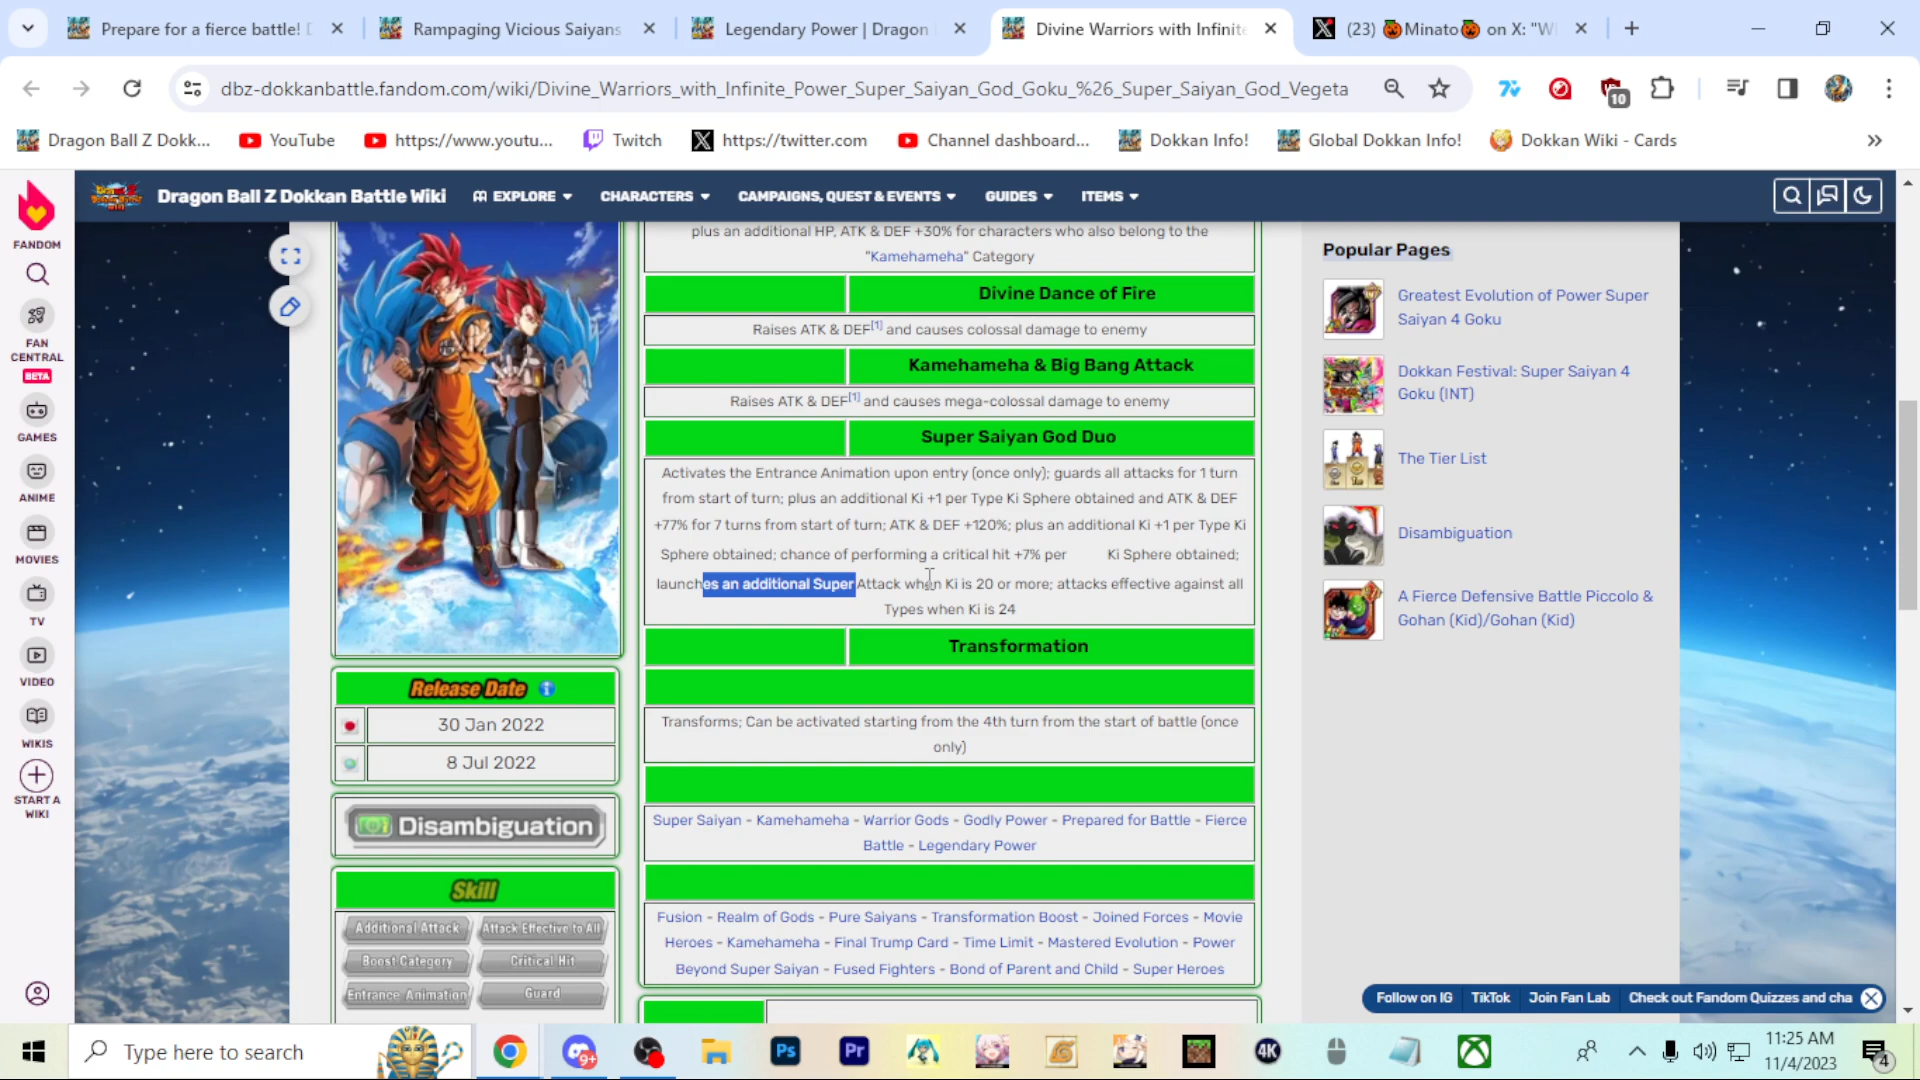 Prepare for a fierce battle! D
Rampaging Vicious Saiyans
Legendary Power | Dragon
Divine Warriors with Infinite
(23) 🎃Minato🎃 on X: "W
dbz-dokkanbattle.fandom.com/wiki/Divine_Warriors_with_Infinite_Power_Super_Saiyan_God_Goku_%26_Super_Saiyan_God_Vegeta
10
Dragon Ball Z Dokk...
YouTube
https://www.youtu...
Twitch
https://twitter.com
Channel dashboard...
Dokkan Info!
Global Dokkan Info!
Dokkan Wiki - Cards
Dragon Ball Z Dokkan Battle Wiki
EXPLORE
CHARACTERS
CAMPAIGNS, QUEST & EVENTS
GUIDES
ITEMS
FANDOM
FAN
CENTRAL
BETA
GAMES
ANIME
MOVIES
TV
VIDEO
WIKIS
START A
WIKI
plus an additional HP, ATK & DEF +30% for characters who also belong to the
"Kamehameha" Category
Divine Dance of Fire
Raises ATK & DEF[1] and causes colossal damage to enemy
Kamehameha & Big Bang Attack
Raises ATK & DEF[1] and causes mega-colossal damage to enemy
Super Saiyan God Duo
Activates the Entrance Animation upon entry (once only); guards all attacks for 1 turn
from start of turn; plus an additional Ki +1 per Type Ki Sphere obtained and ATK & DEF
+77% for 7 turns from start of turn; ATK & DEF +120%; plus an additional Ki +1 per Type Ki
Sphere obtained; chance of performing a critical hit +7% per Ki Sphere obtained;
launches an additional Super Attack when Ki is 20 or more; attacks effective against all
Types when Ki is 24
Transformation
Transforms; Can be activated starting from the 4th turn from the start of battle (once
only)
Super Saiyan - Kamehameha - Warrior Gods - Godly Power - Prepared for Battle - Fierce
Battle - Legendary Power
Fusion - Realm of Gods - Pure Saiyans - Transformation Boost - Joined Forces - Movie
Heroes - Kamehameha - Final Trump Card - Time Limit - Mastered Evolution - Power
Beyond Super Saiyan - Fused Fighters - Bond of Parent and Child - Super Heroes
Release Date
30 Jan 2022
8 Jul 2022
Disambiguation
Skill
Additional Attack
Attack Effective to All
Boost Category
Critical Hit
Entrance Animation
Guard
Popular Pages
Greatest Evolution of Power Super
Saiyan 4 Goku
Dokkan Festival: Super Saiyan 4
Goku (INT)
The Tier List
Disambiguation
A Fierce Defensive Battle Piccolo &
Gohan (Kid)/Gohan (Kid)
Follow on IG
TikTok
Join Fan Lab
Check out Fandom Quizzes and cha
Type here to search
9+
Ps
Pr
4K
11:25 AM
11/4/2023
4